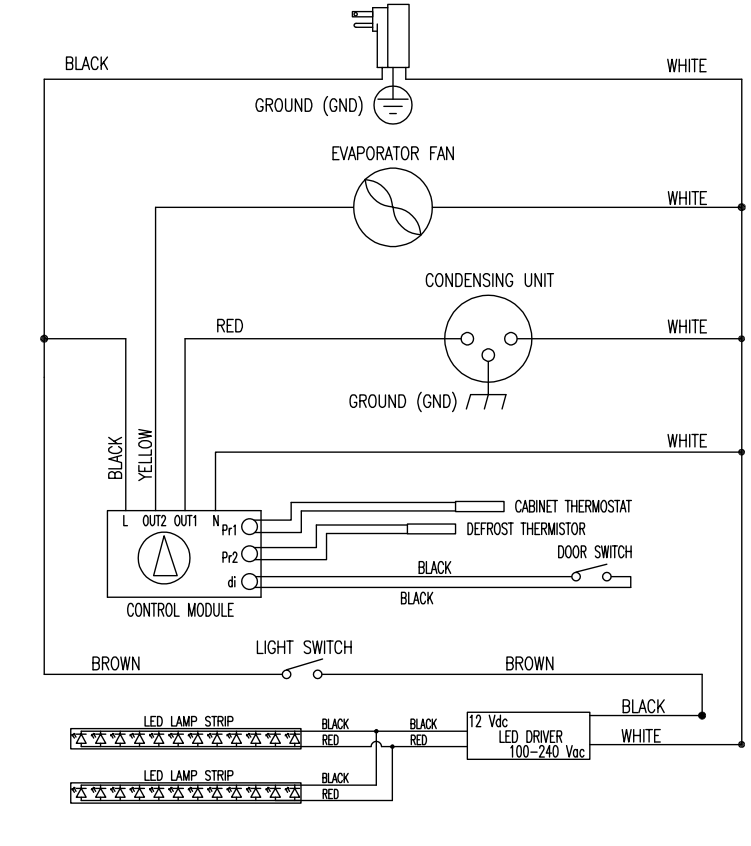 BLACK
WHITE
GROUND (GND)
EVAPORATOR FAN
WHITE
CONDENSING UNIT
RED
WHITE
GROUND (GND)
BLACK
YELLOW
WHITE
L OUT2 OUT1 N
Pr1
CABINET THERMOSTAT
DEFROST THERMISTOR
Pr2
DOOR SWITCH
BLACK
di
BLACK
CONTROL MODULE
LIGHT SWITCH
BROWN
BROWN
BLACK
LED LAMP STRIP
BLACK
BLACK
12 Vdc
LED DRIVER
100-240 Vac
WHITE
RED
RED
LED LAMP STRIP
BLACK
RED